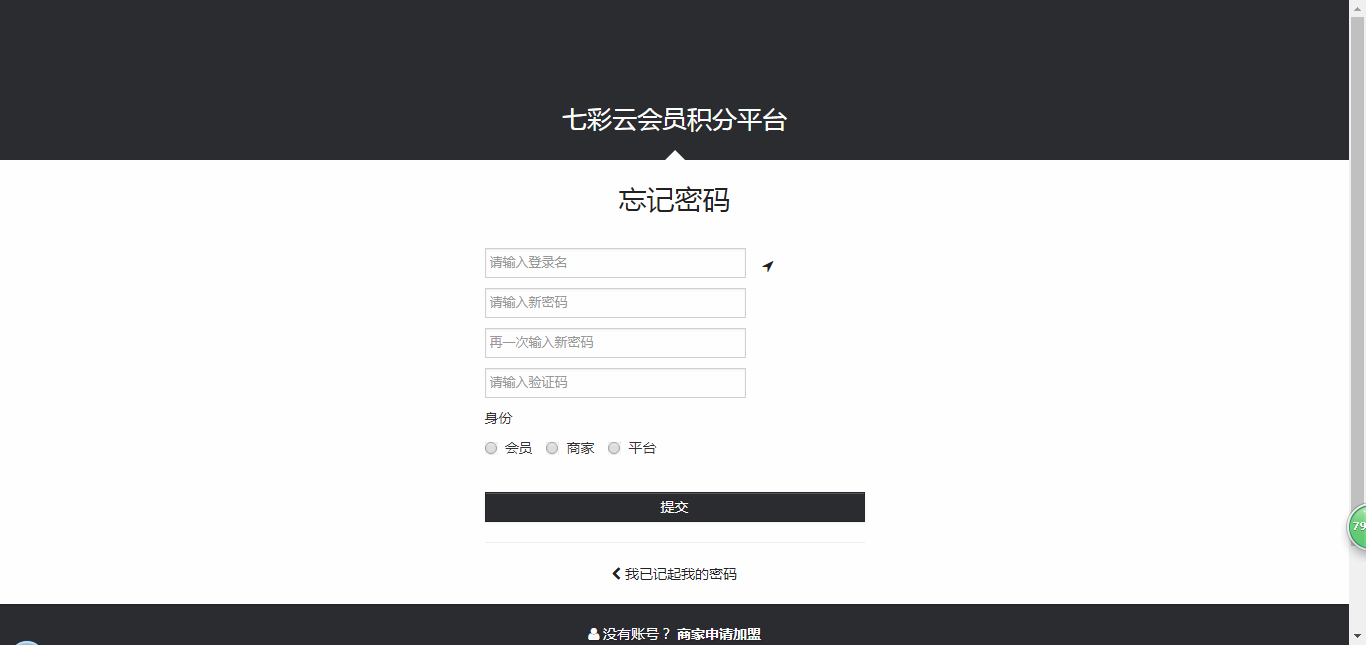 七彩云会员积分平台
忘记密码
请输入登录名
请输入新密码
再一次输入新密码
请输入验证码
身份
会员 商家 平台
提交
79
我已记起我的密码
没有账号？ 商家申请加盟